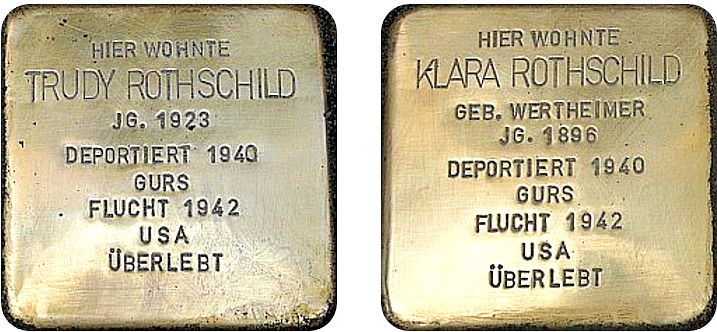 HIER WOHNTE
TRUDY ROTHSCHILD
JG. 1923
DEPORTIERT 1940
GURS
FLUCHT 1942
USA
ÜBERLEBT
HIER WOHNTE
KLARA ROTHSCHILD
GEB. WERTHEIMER
JG. 1896
DEPORTIERT 1940
GURS
FLUCHT 1942
USA
ÜBERLEBT